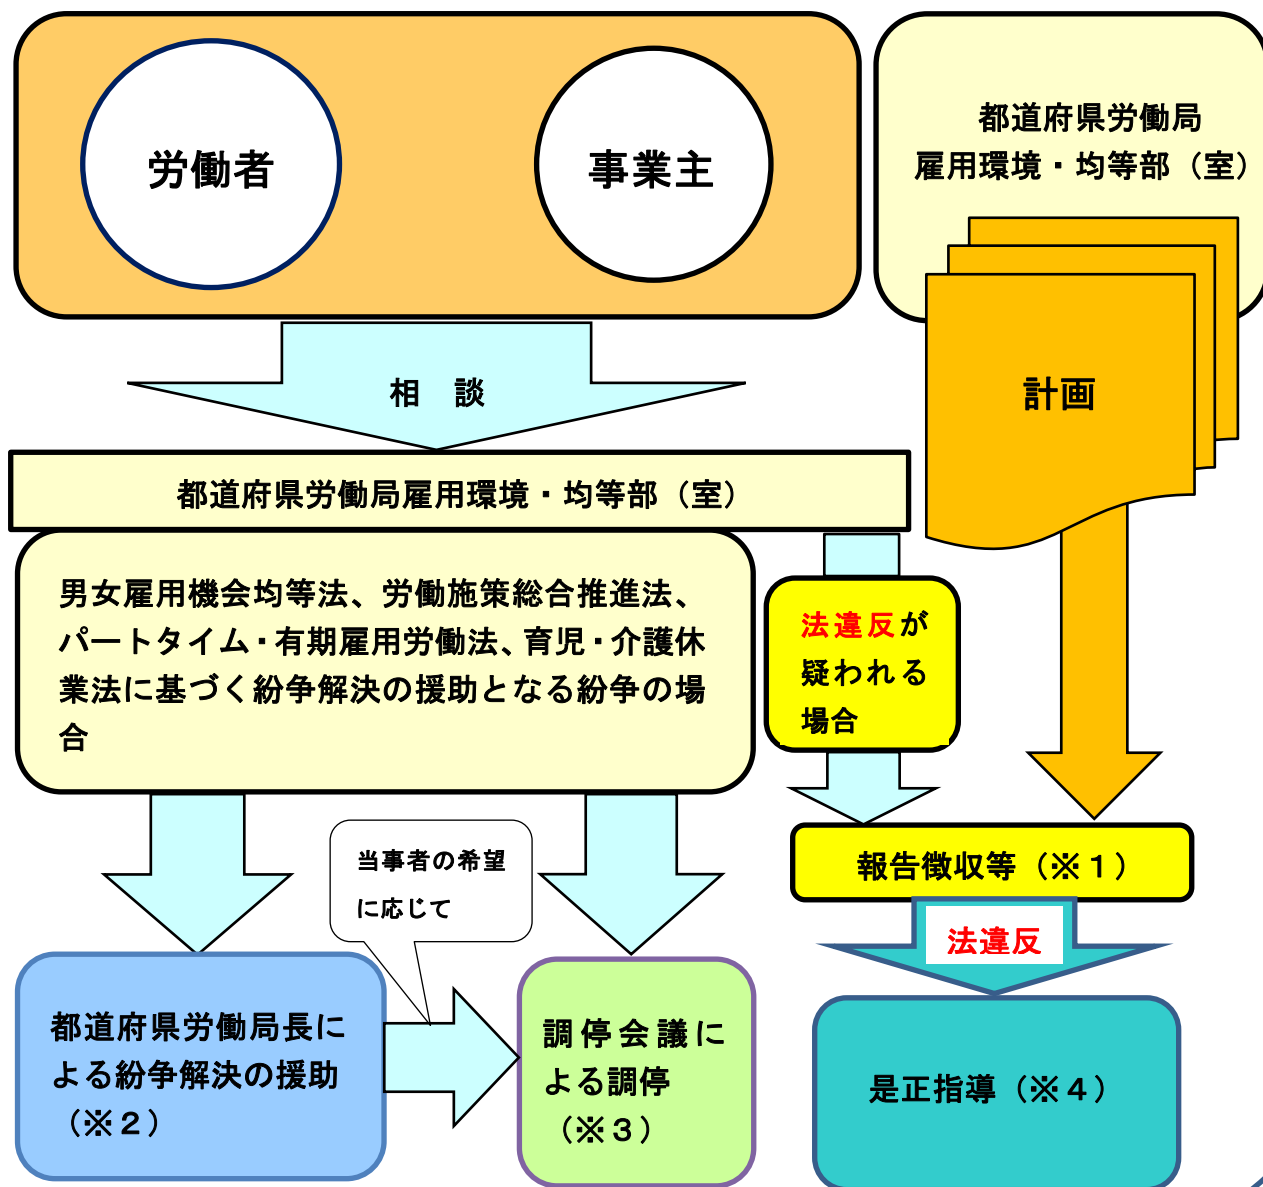 労働者
事業主
都道府県労働局
雇用環境・均等部（室）
相　談
計画
都道府県労働局雇用環境・均等部（室）
男女雇用機会均等法、労働施策総合推進法、
パートタイム・有期雇用労働法、育児・介護休
業法に基づく紛争解決の援助となる紛争の場
合
法違反が
疑われる
場合
報告徴収等（※１）
当事者の希望
に応じて
法違反
都道府県労働局長に
よる紛争解決の援助
（※２）
調停会議に
よる調停
（※３）
是正指導（※４）